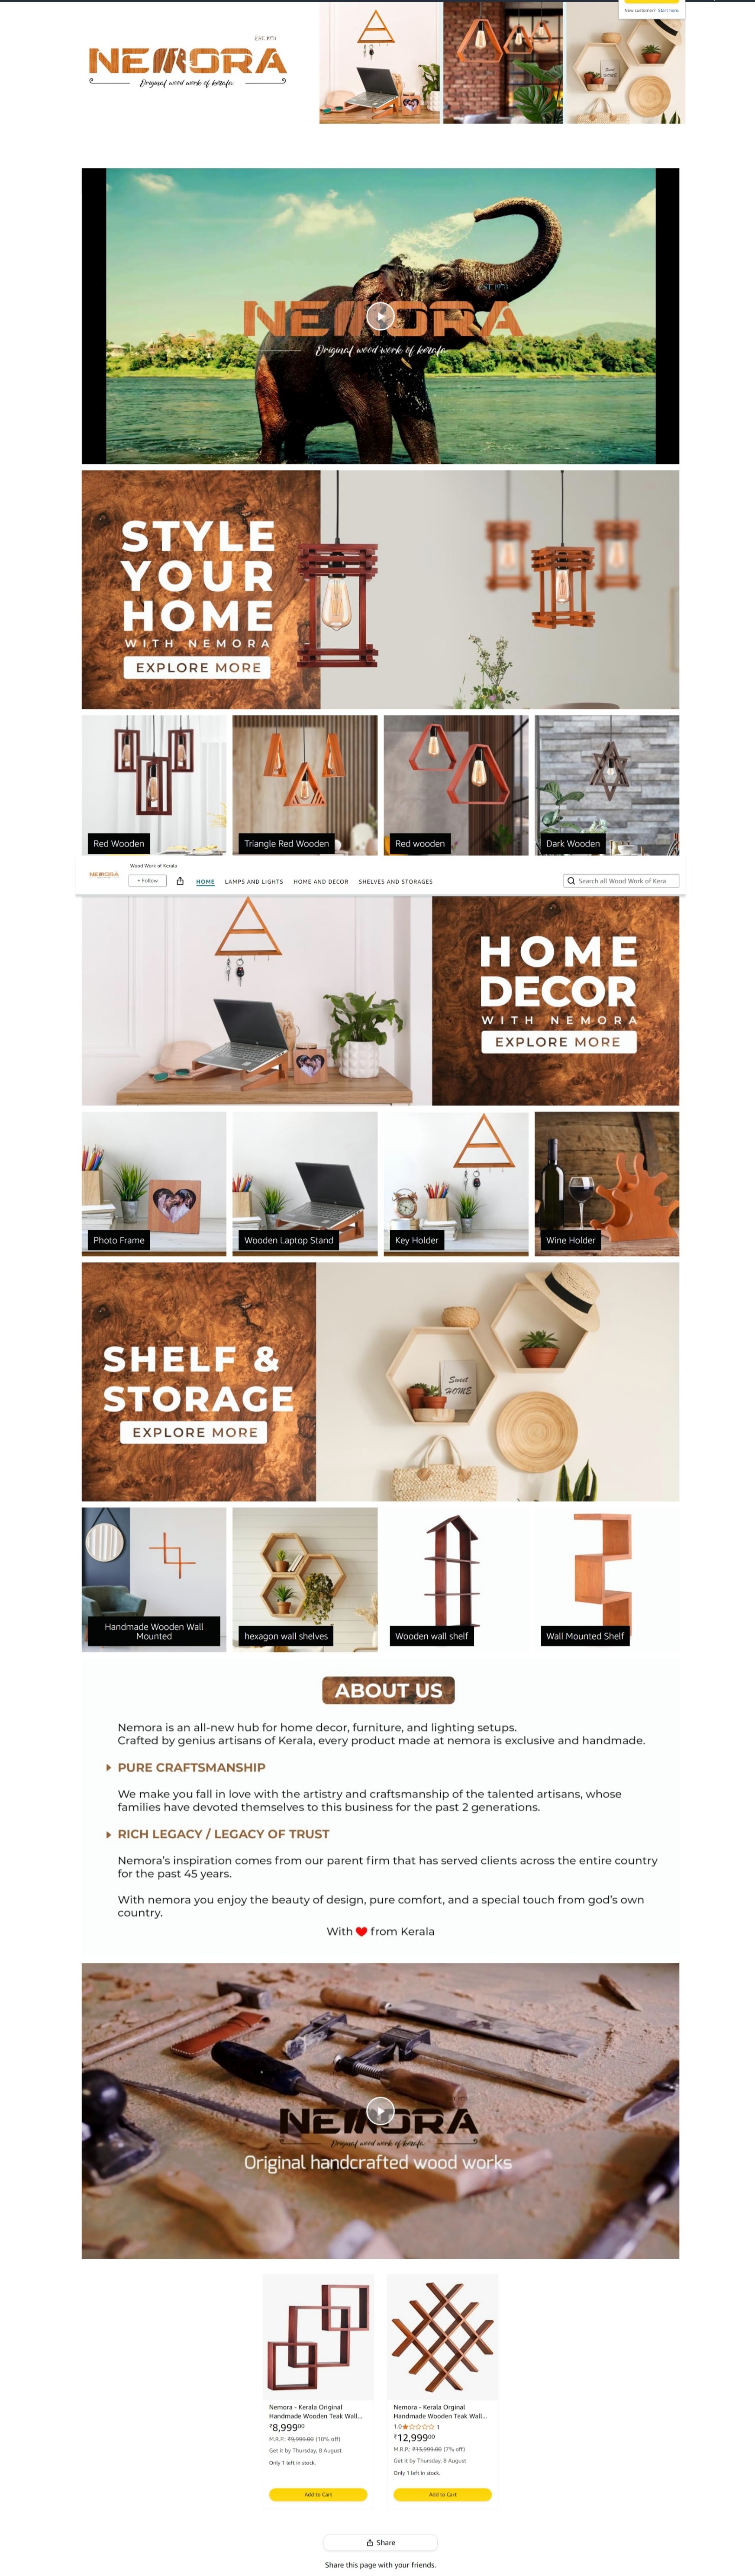 New customer? Start here.
EST. 1973
NEMORA
Original wood work of kerala
EST. 1973
NEMORA
Original wood work of kerala
STYLE
YOUR
HOME
WITH NEMORA
EXPLORE MORE
Red Wooden
Triangle Red Wooden
Red wooden
Dark Wooden
NEMORA
Wood Work of Kerala
+ Follow
HOME
LAMPS AND LIGHTS
HOME AND DECOR
SHELVES AND STORAGES
Search all Wood Work of Kera
HOME
DECOR
WITH NEMORA
EXPLORE MORE
Photo Frame
Wooden Laptop Stand
Key Holder
Wine Holder
SHELF &
STORAGE
EXPLORE MORE
Sweet
HOME
Handmade Wooden Wall
Mounted
hexagon wall shelves
Wooden wall shelf
Wall Mounted Shelf
ABOUT US
Nemora is an all-new hub for home decor, furniture, and lighting setups.
Crafted by genius artisans of Kerala, every product made at nemora is exclusive and handmade.
PURE CRAFTSMANSHIP
We make you fall in love with the artistry and craftsmanship of the talented artisans, whose
families have devoted themselves to this business for the past 2 generations.
RICH LEGACY / LEGACY OF TRUST
Nemora's inspiration comes from our parent firm that has served clients across the entire country
for the past 45 years.
With nemora you enjoy the beauty of design, pure comfort, and a special touch from god's own
country.
With ❤ from Kerala
NEMORA
Original wood work of kerala
Original handcrafted wood works
Nemora - Kerala Original
Handmade Wooden Teak Wall...
₹8,999.00
M.R.P.: ₹9,999.00 (10% off)
Get it by Thursday, 8 August
Only 1 left in stock.
Add to Cart
Nemora - Kerala Orginal
Handmade Wooden Teak Wall...
1.0 1
₹12,999.00
M.R.P.: ₹13,999.00 (7% off)
Get it by Thursday, 8 August
Only 1 left in stock.
Add to Cart
Share
Share this page with your friends.